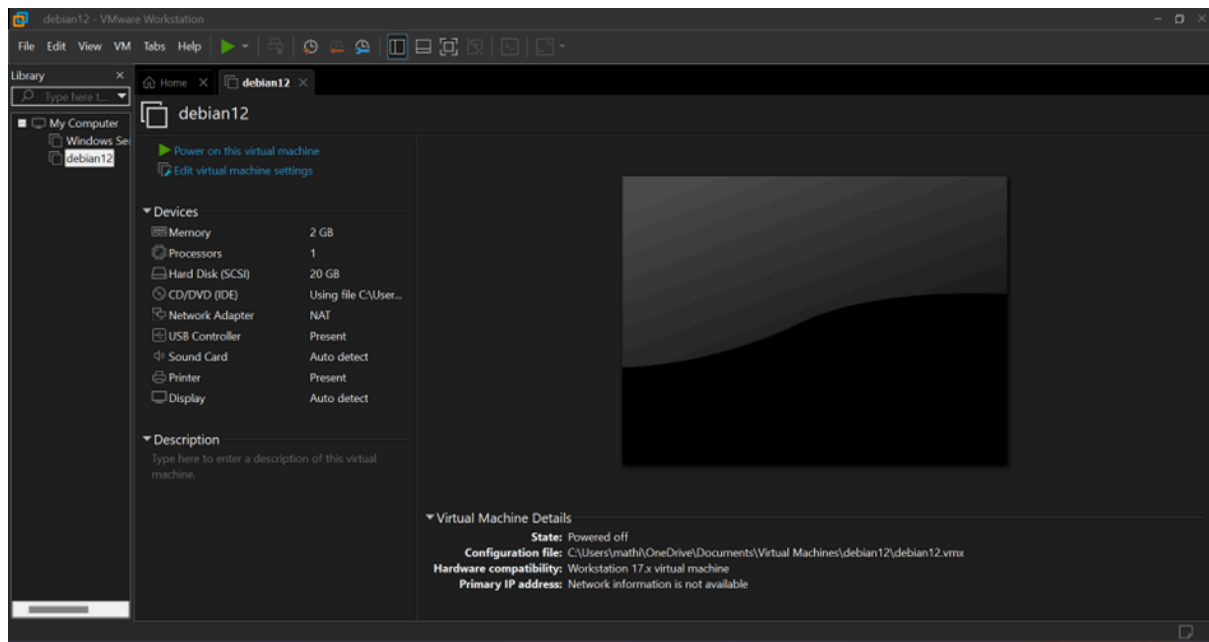 debian12 - VMware Workstation
File Edit View VM Tabs Help
Library
Type here t...
Home
debian12
debian12
My Computer
Windows Se
debian12
Power on this virtual machine
Edit virtual machine settings
Devices
Memory 2 GB
Processors 1
Hard Disk (SCSI) 20 GB
CD/DVD (IDE) Using file C:\User...
Network Adapter NAT
USB Controller Present
Sound Card Auto detect
Printer Present
Display Auto detect
Description
Type here to enter a description of this virtual
machine.
Virtual Machine Details
State: Powered off
Configuration file: C:\Users\mathi\OneDrive\Documents\Virtual Machines\debian12\debian12.vmx
Hardware compatibility: Workstation 17.x virtual machine
Primary IP address: Network information is not available